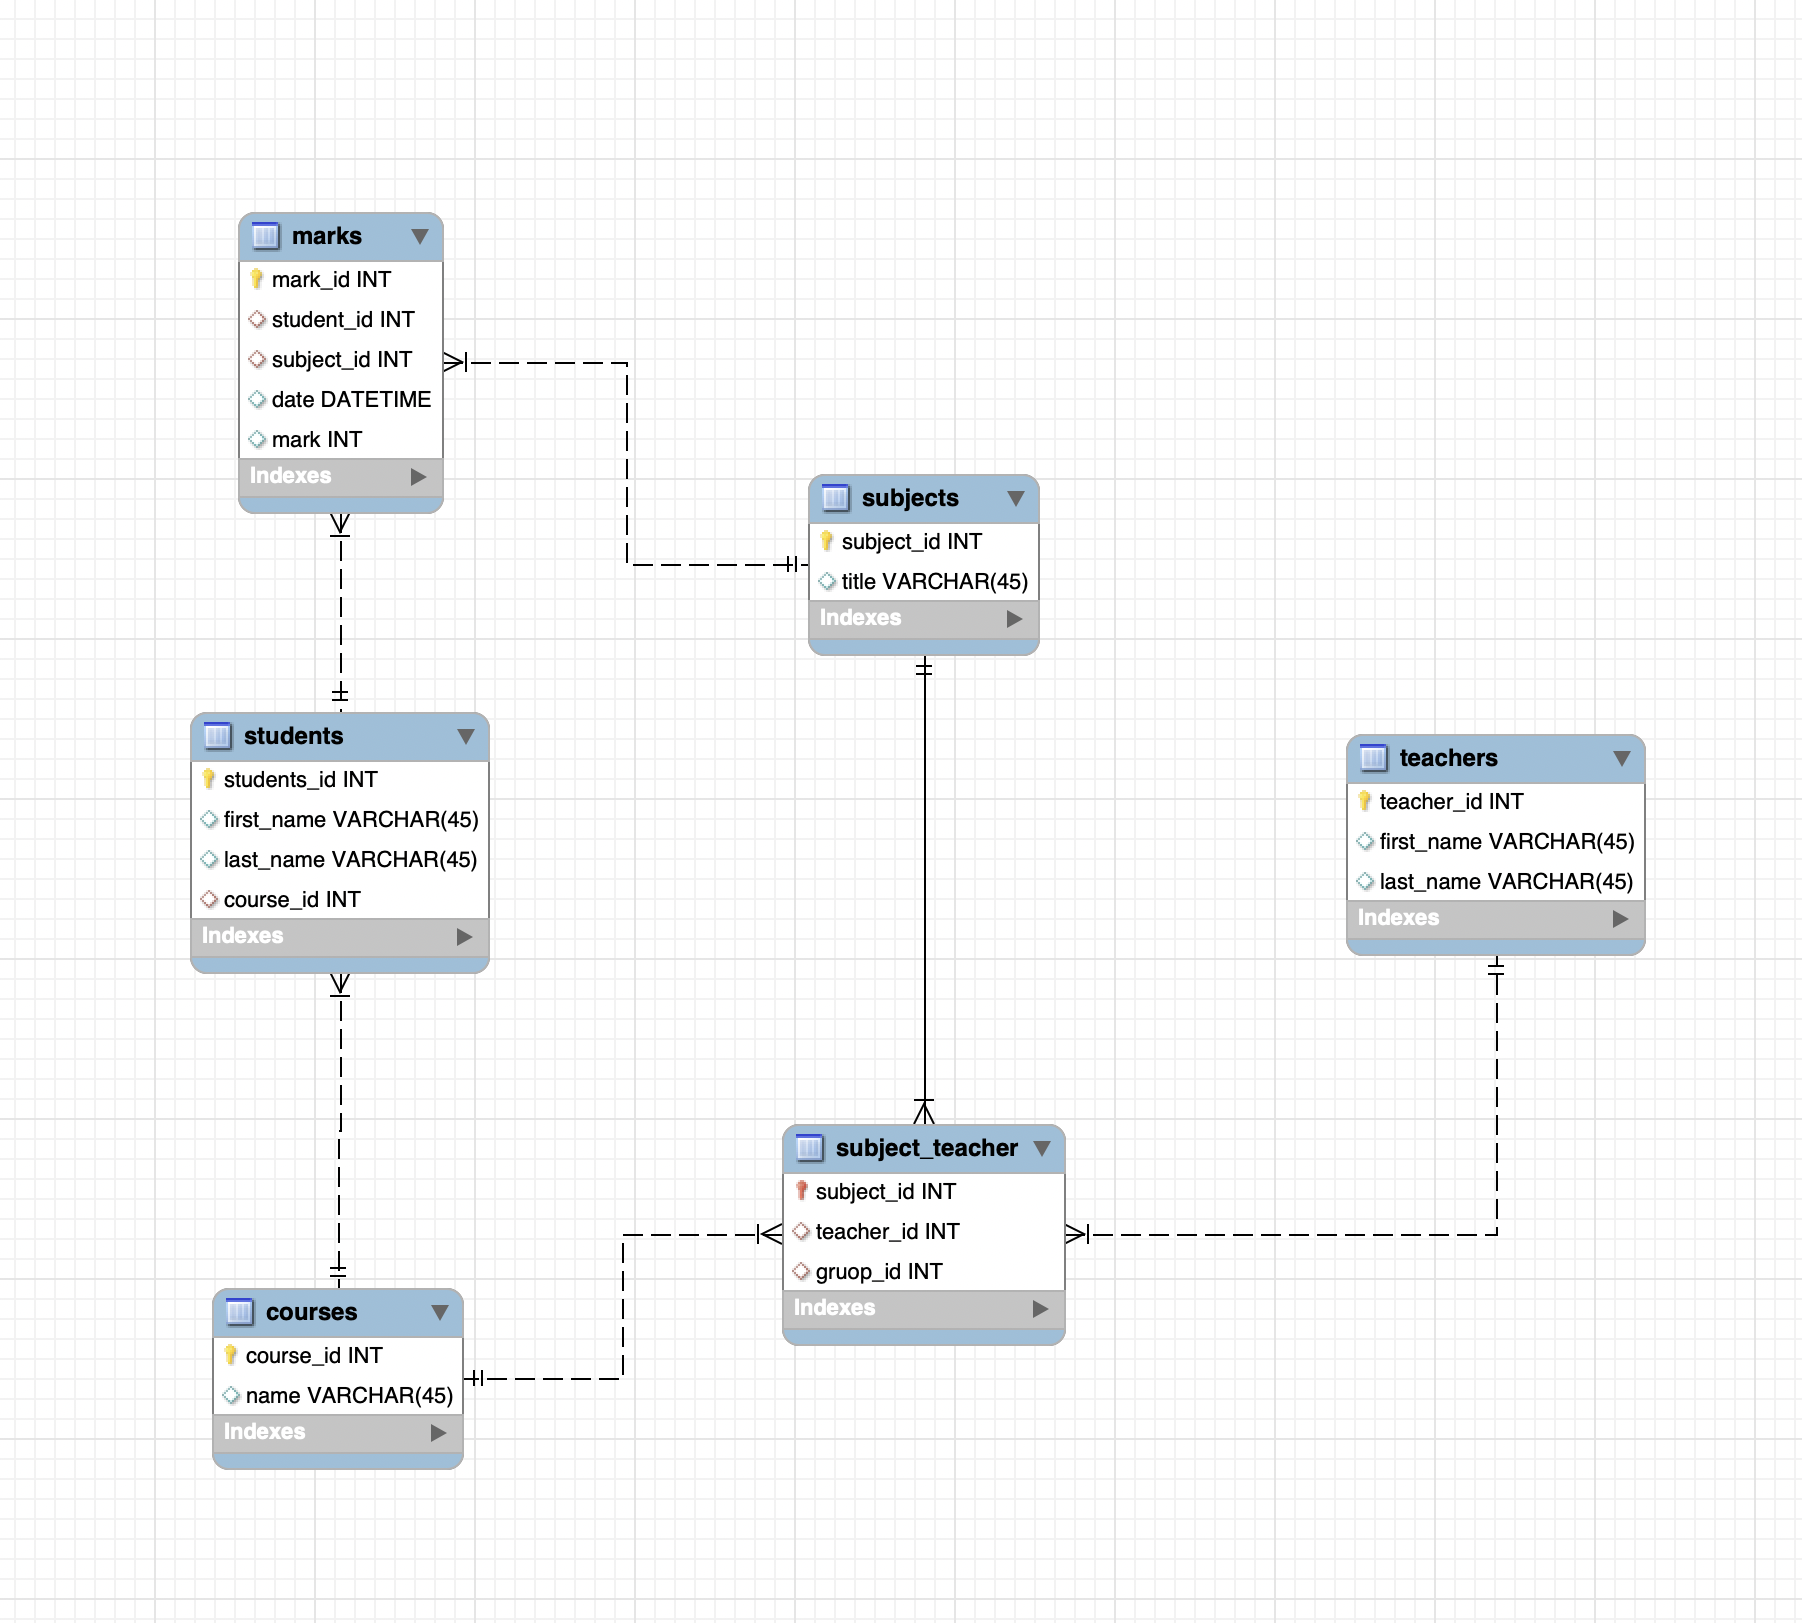 marks
mark_id INT
student_id INT
subject_id INT
date DATETIME
mark INT
Indexes
subjects
subject_id INT
title VARCHAR(45)
Indexes
students
students_id INT
first_name VARCHAR(45)
last_name VARCHAR(45)
course_id INT
Indexes
teachers
teacher_id INT
first_name VARCHAR(45)
last_name VARCHAR(45)
Indexes
subject_teacher
subject_id INT
teacher_id INT
gruop_id INT
Indexes
courses
course_id INT
name VARCHAR(45)
Indexes